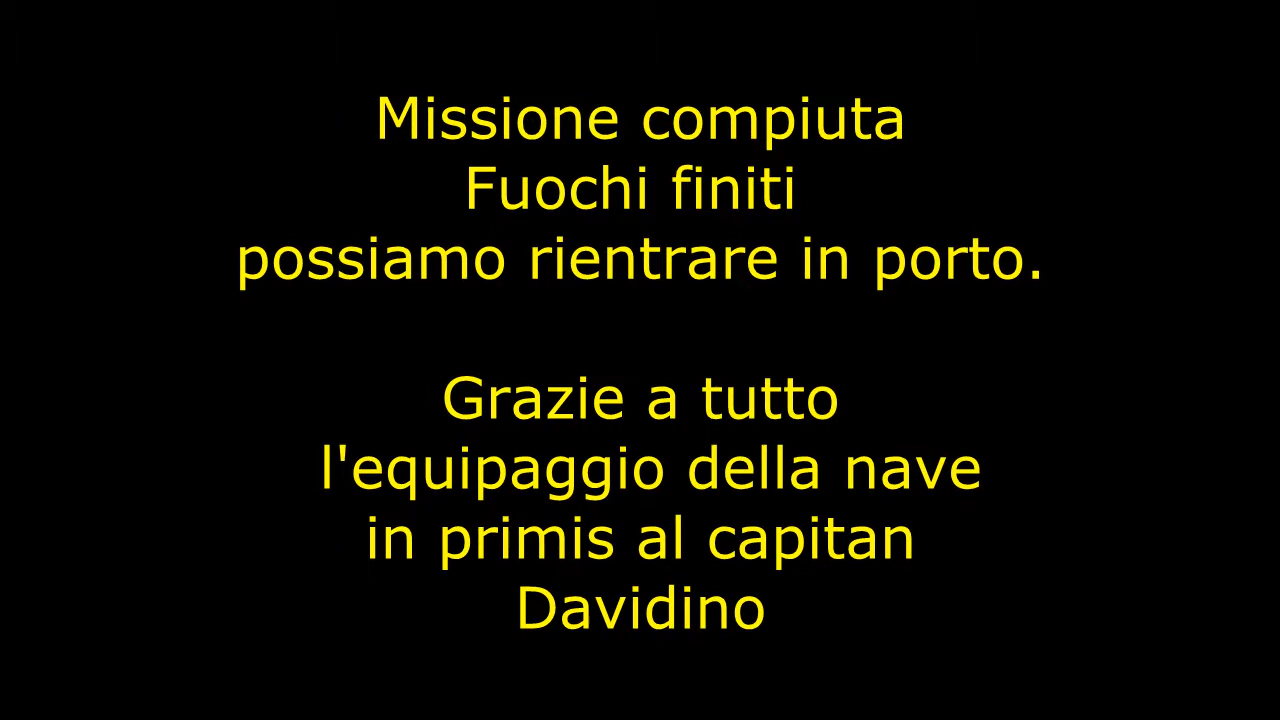 Missione compiuta
Fuochi finiti
possiamo rientrare in porto.
Grazie a tutto
l'equipaggio della nave
in primis al capitan
Davidino